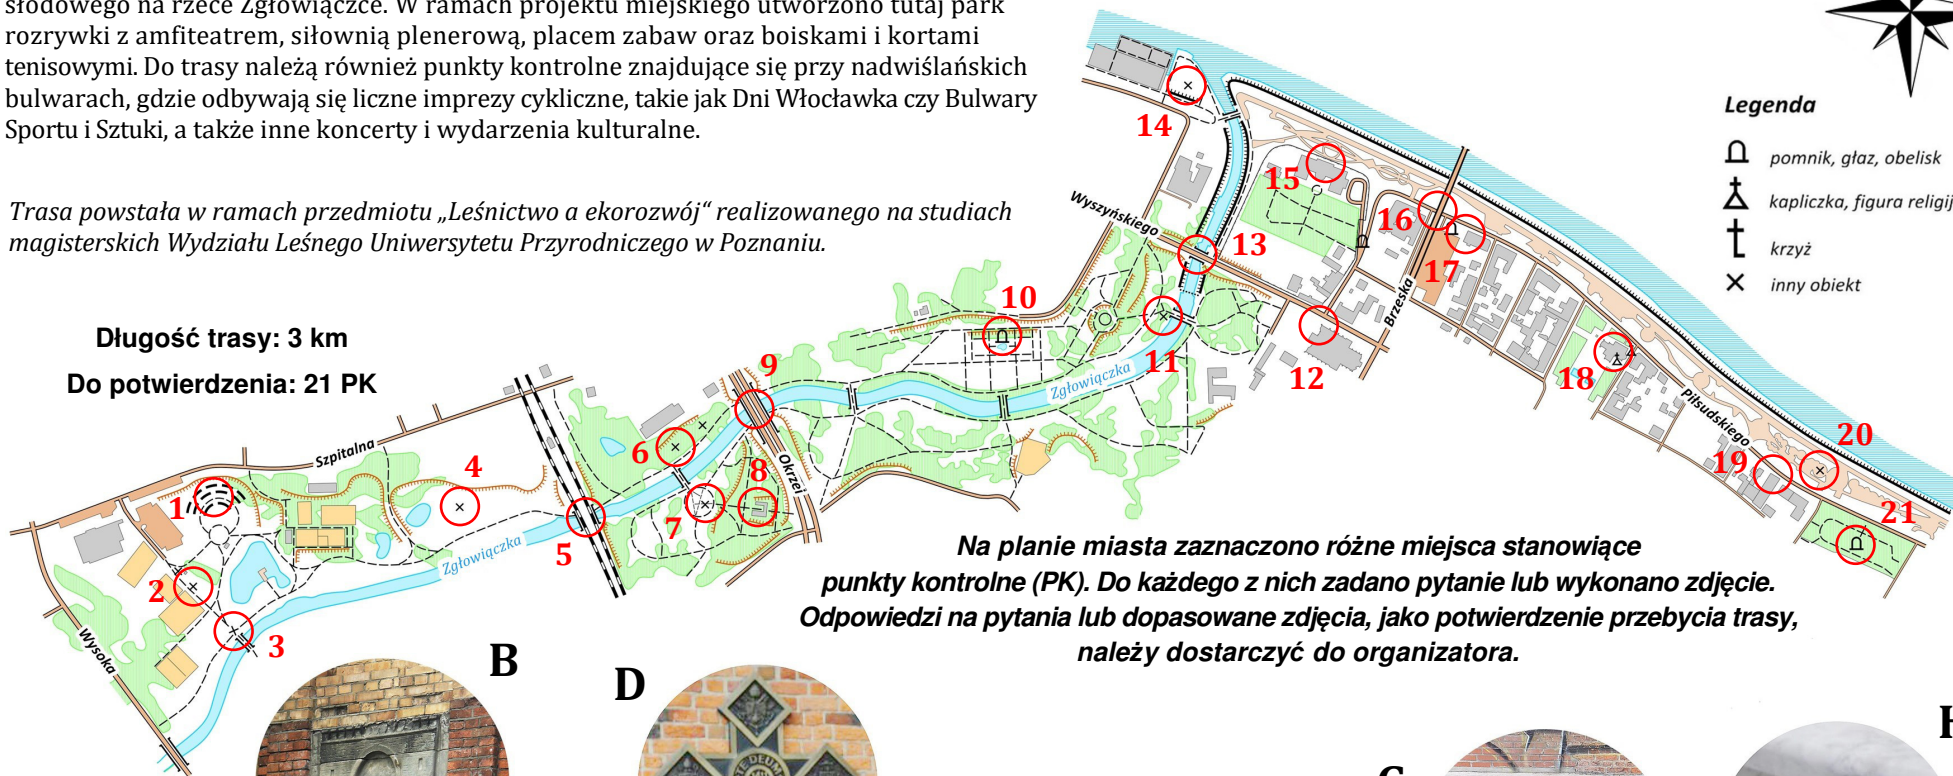 słodowego na rzece Zgłowiączce. W ramach projektu miejskiego utworzono tutaj park
rozrywki z amfiteatrem, siłownią plenerową, placem zabaw oraz boiskami i kortami
tenisowymi. Do trasy należą również punkty kontrolne znajdujące się przy nadwiślańskich
bulwarach, gdzie odbywają się liczne imprezy cykliczne, takie jak Dni Włocławka czy Bulwary
Sportu i Sztuki, a także inne koncerty i wydarzenia kulturalne.
Trasa powstała w ramach przedmiotu „Leśnictwo a ekorozwój“ realizowanego na studiach
magisterskich Wydziału Leśnego Uniwersytetu Przyrodniczego w Poznaniu.
Długość trasy: 3 km
Do potwierdzenia: 21 PK
Legenda
pomnik, głaz, obelisk
kapliczka, figura religij
krzyż
inny obiekt
14
15
Wyszyńskiego
13
16
17
10
Brzeska
11
12
Zgłowiączka
18
9
Piłsudskiego
20
19
21
Szpitalna
6
Okrzei
4
8
1
7
5
Zgłowiączka
2
3
Wysoka
Na planie miasta zaznaczono różne miejsca stanowiące
punkty kontrolne (PK). Do każdego z nich zadano pytanie lub wykonano zdjęcie.
Odpowiedzi na pytania lub dopasowane zdjęcia, jako potwierdzenie przebycia trasy,
należy dostarczyć do organizatora.
B
D
TE DEUM